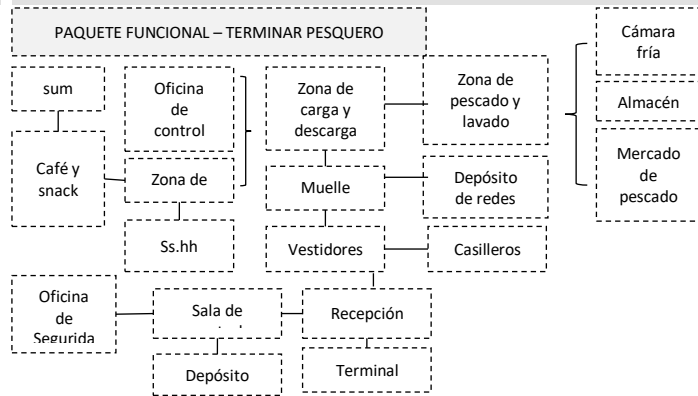 PAQUETE FUNCIONAL – TERMINAR PESQUERO
sum
Oficina
de
control
Zona de
carga y
descarga
Zona de
pescado y
lavado
Cámara
fría
Almacén
Mercado
de
pescado
Café y
snack
Zona de
Muelle
Depósito
de redes
Ss.hh
Vestidores
Casilleros
Oficina
de
Segurida
Sala de
Recepción
Depósito
Terminal